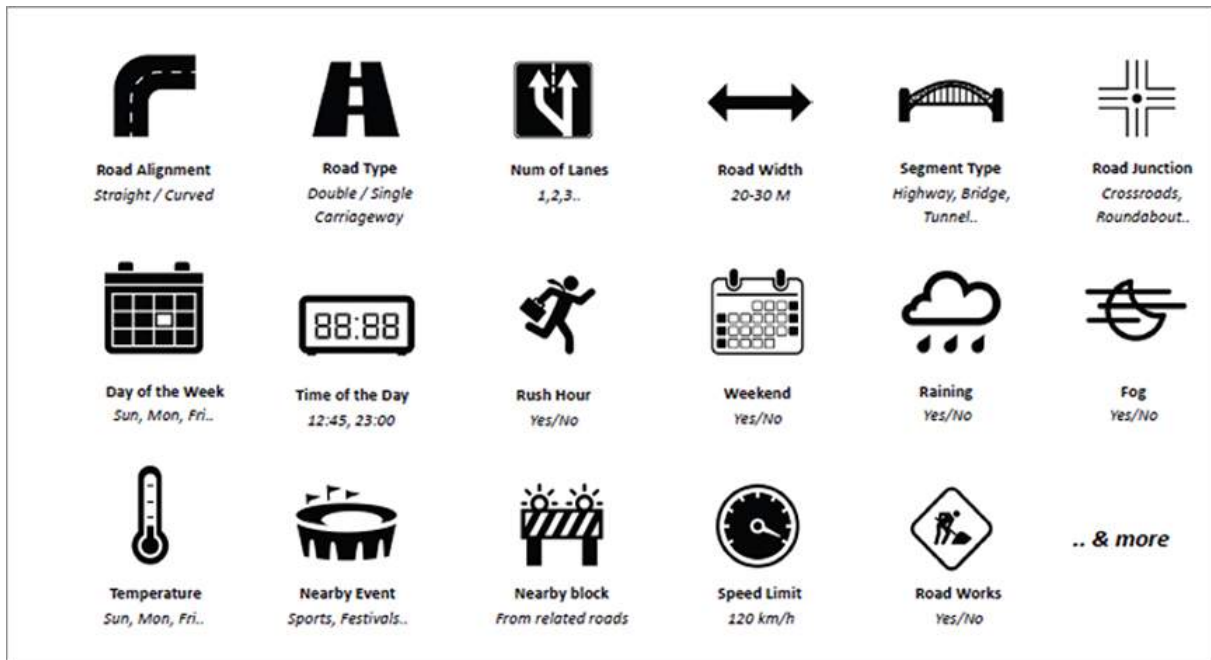 Road Alignment
Straight / Curved
Road Type
Double / Single
Carriageway
Num of Lanes
1,2,3..
Road Width
20-30 M
Segment Type
Highway, Bridge,
Tunnel..
Road Junction
Crossroads,
Roundabout..
Day of the Week
Sun, Mon, Fri..
88:88
Time of the Day
12:45, 23:00
Rush Hour
Yes/No
Weekend
Yes/No
Raining
Yes/No
Fog
Yes/No
Temperature
Sun, Mon, Fri..
Nearby Event
Sports, Festivals..
Nearby block
From related roads
Speed Limit
120 km/h
Road Works
Yes/No
.. & more